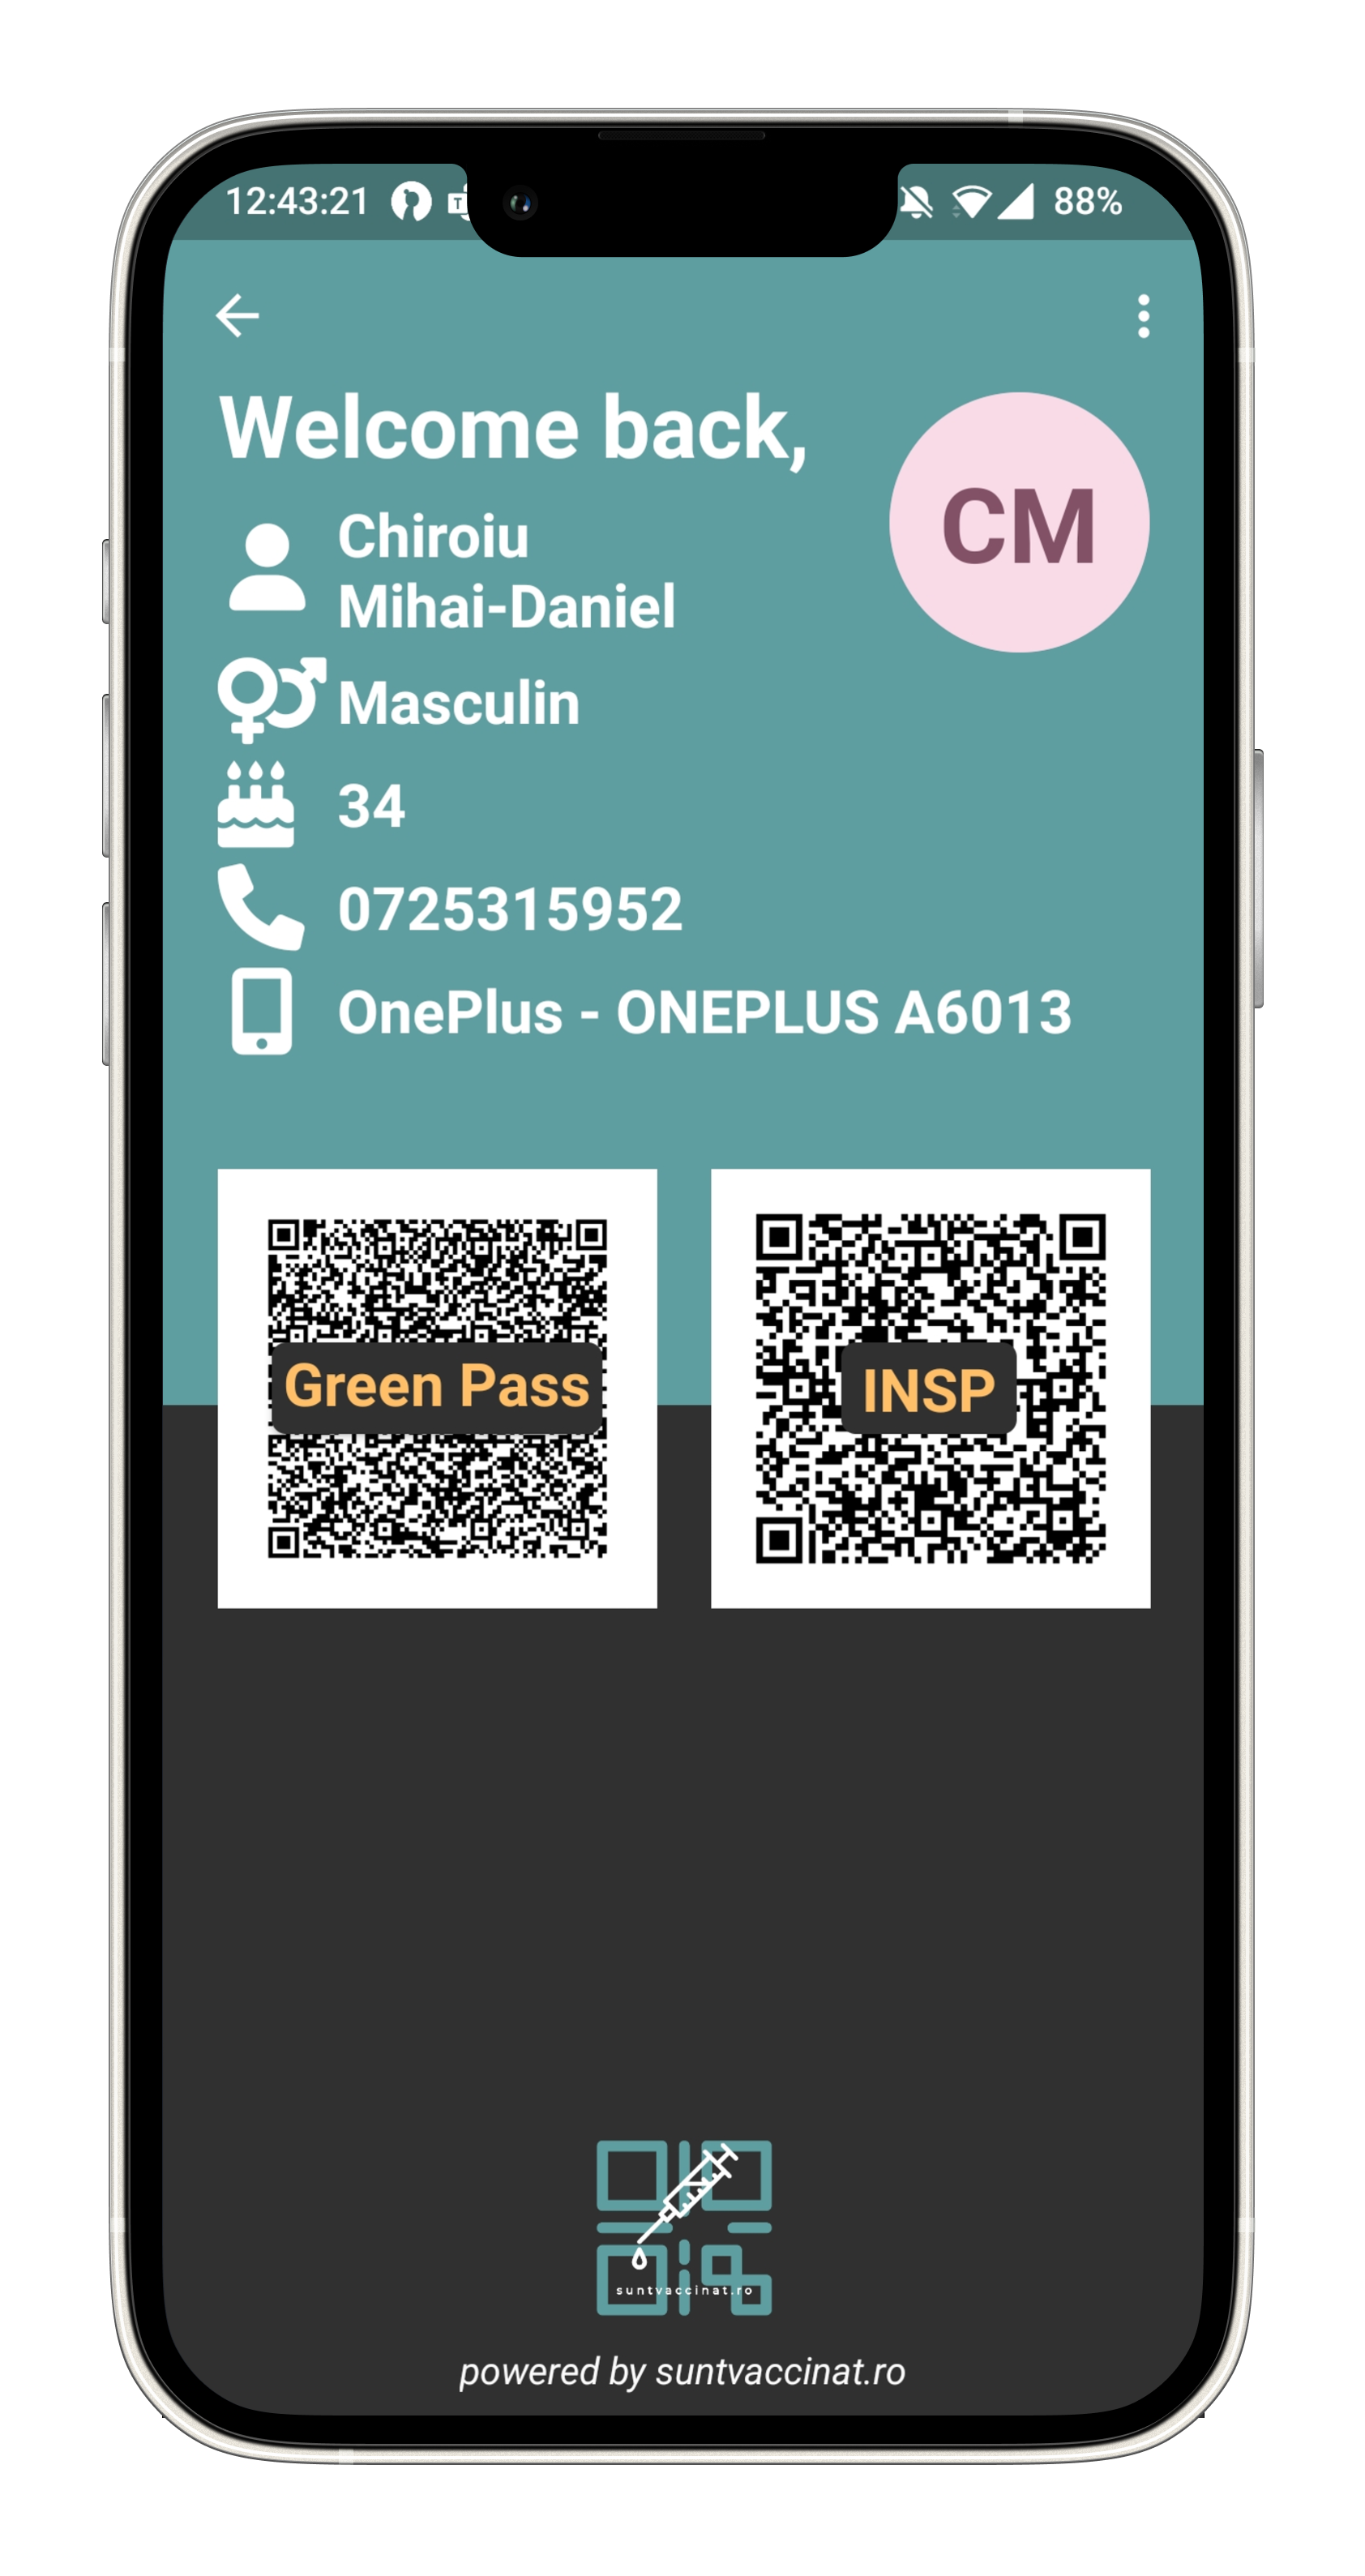 12:43:21
88%
Welcome back,
CM
Chiroiu
Mihai-Daniel
Masculin
34
0725315952
OnePlus - ONEPLUS A6013
Green Pass
INSP
suntvaccinat.ro
powered by suntvaccinat.ro